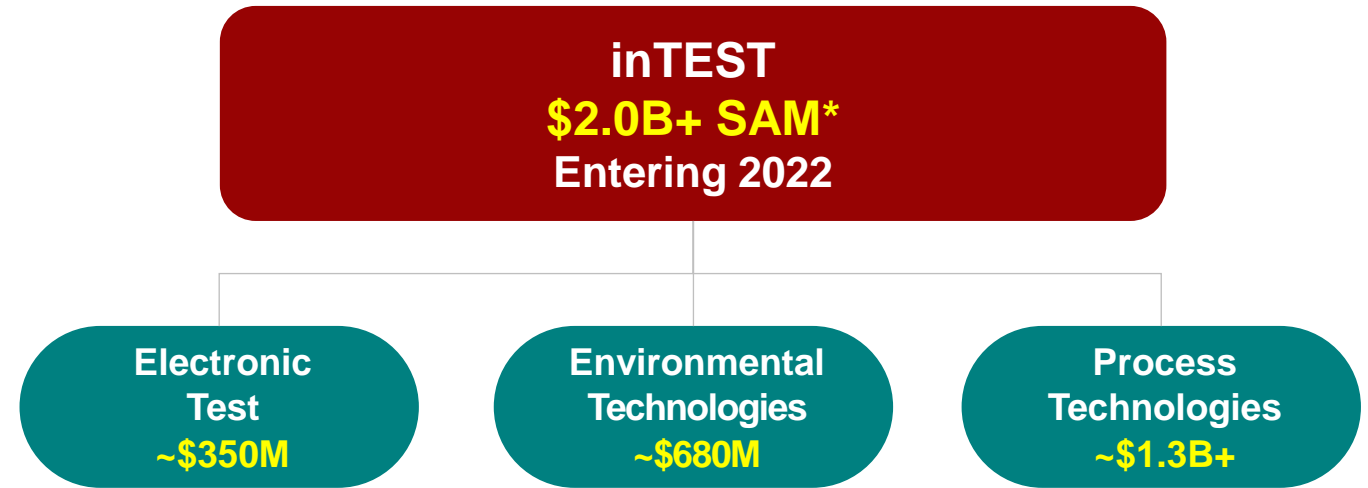 inTEST
$2.0B+ SAM*
Entering 2022
Electronic
Test
~$350M
Environmental
Technologies
~$680M
Process
Technologies
~$1.3B+